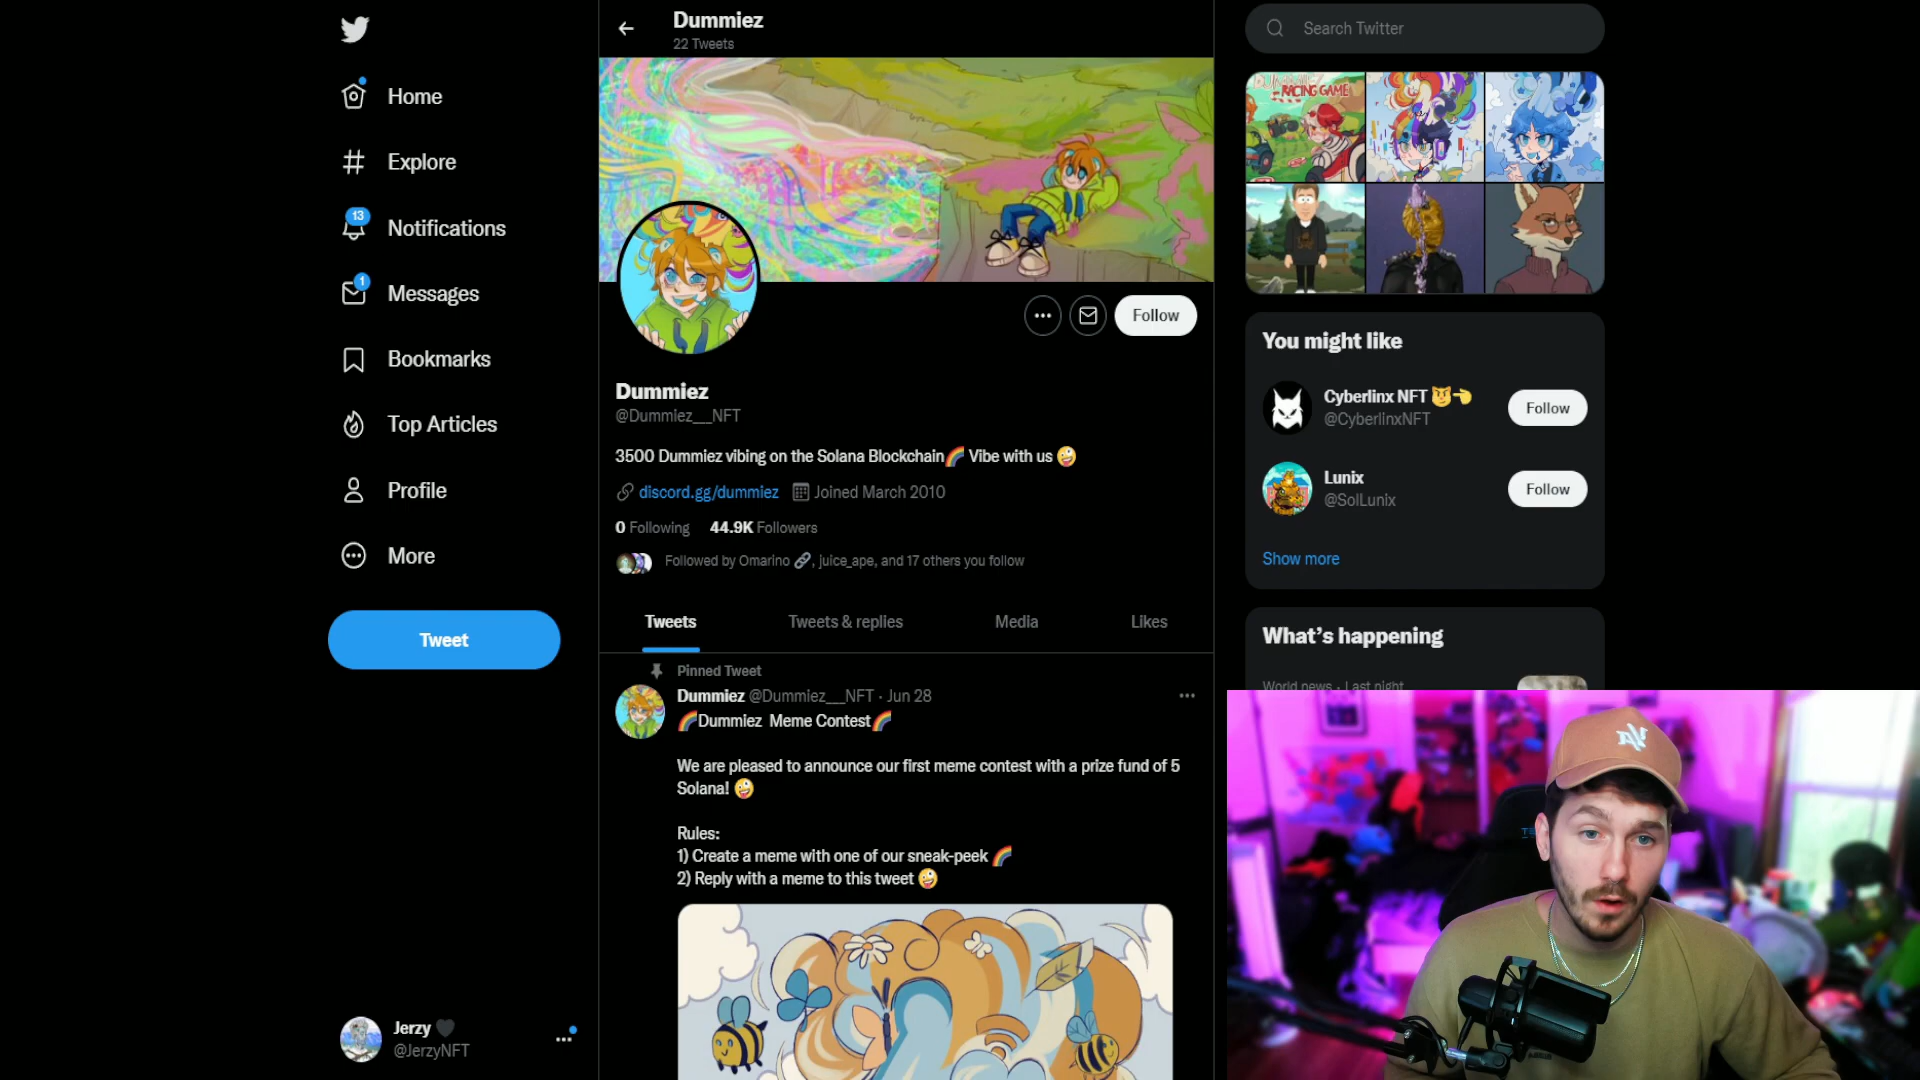 Home
Explore
13
Notifications
1
Messages
Bookmarks
Top Articles
Profile
More
Tweet
Jerzy 🖤
@JerzyNFT
Dummiez
22 Tweets
Follow
Dummiez
@Dummiez__NFT
3500 Dummiez vibing on the Solana Blockchain🌈 Vibe with us 🤪
discord.gg/dummiez Joined March 2010
0 Following 44.9K Followers
Followed by Omarino 🔗, juice_ape, and 17 others you follow
Tweets Tweets & replies Media Likes
Pinned Tweet
Dummiez @Dummiez__NFT · Jun 28
🌈Dummiez Meme Contest🌈
We are pleased to announce our first meme contest with a prize fund of 5
Solana! 🤪
Rules:
1) Create a meme with one of our sneak-peek 🌈
2) Reply with a meme to this tweet 🤪
Search Twitter
RACING GAME
You might like
Cyberlinx NFT 😼👈
@CyberlinxNFT
Follow
Lunix
@SolLunix
Follow
Show more
What's happening
World news · Last night